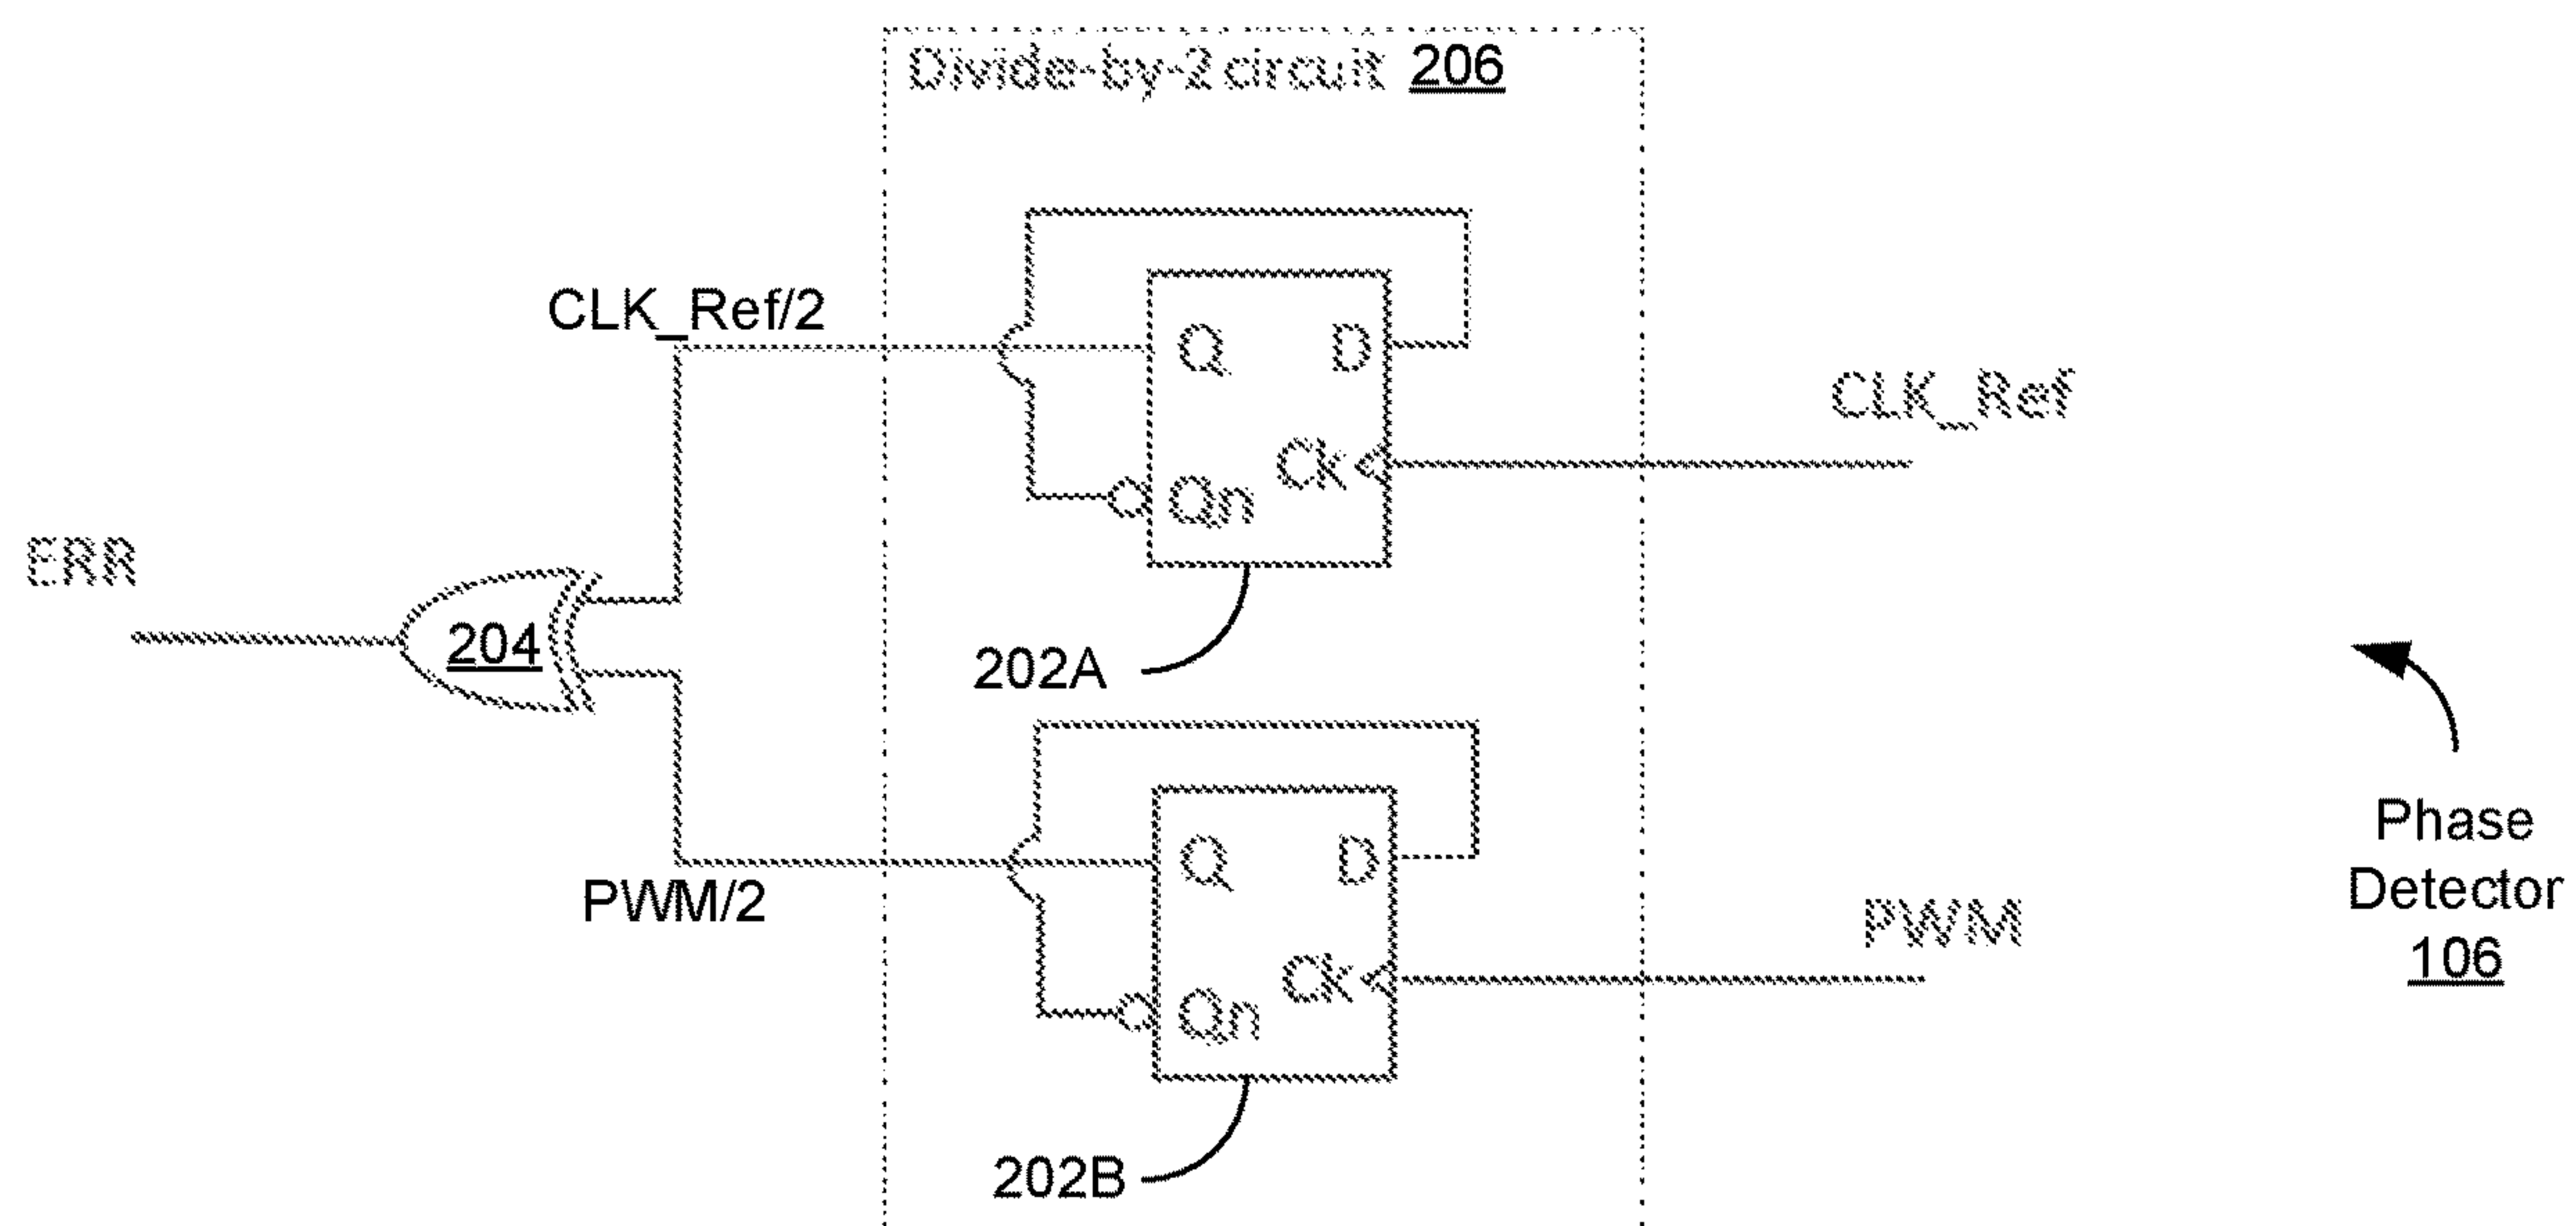 Divide-by-2 circuit 206
CLK_Ref/2
Q D
CLK_Ref
Ck
Qn
ERR
204
202A
Phase
Detector
106
Q D
PWM/2
PWM
Ck
Qn
202B